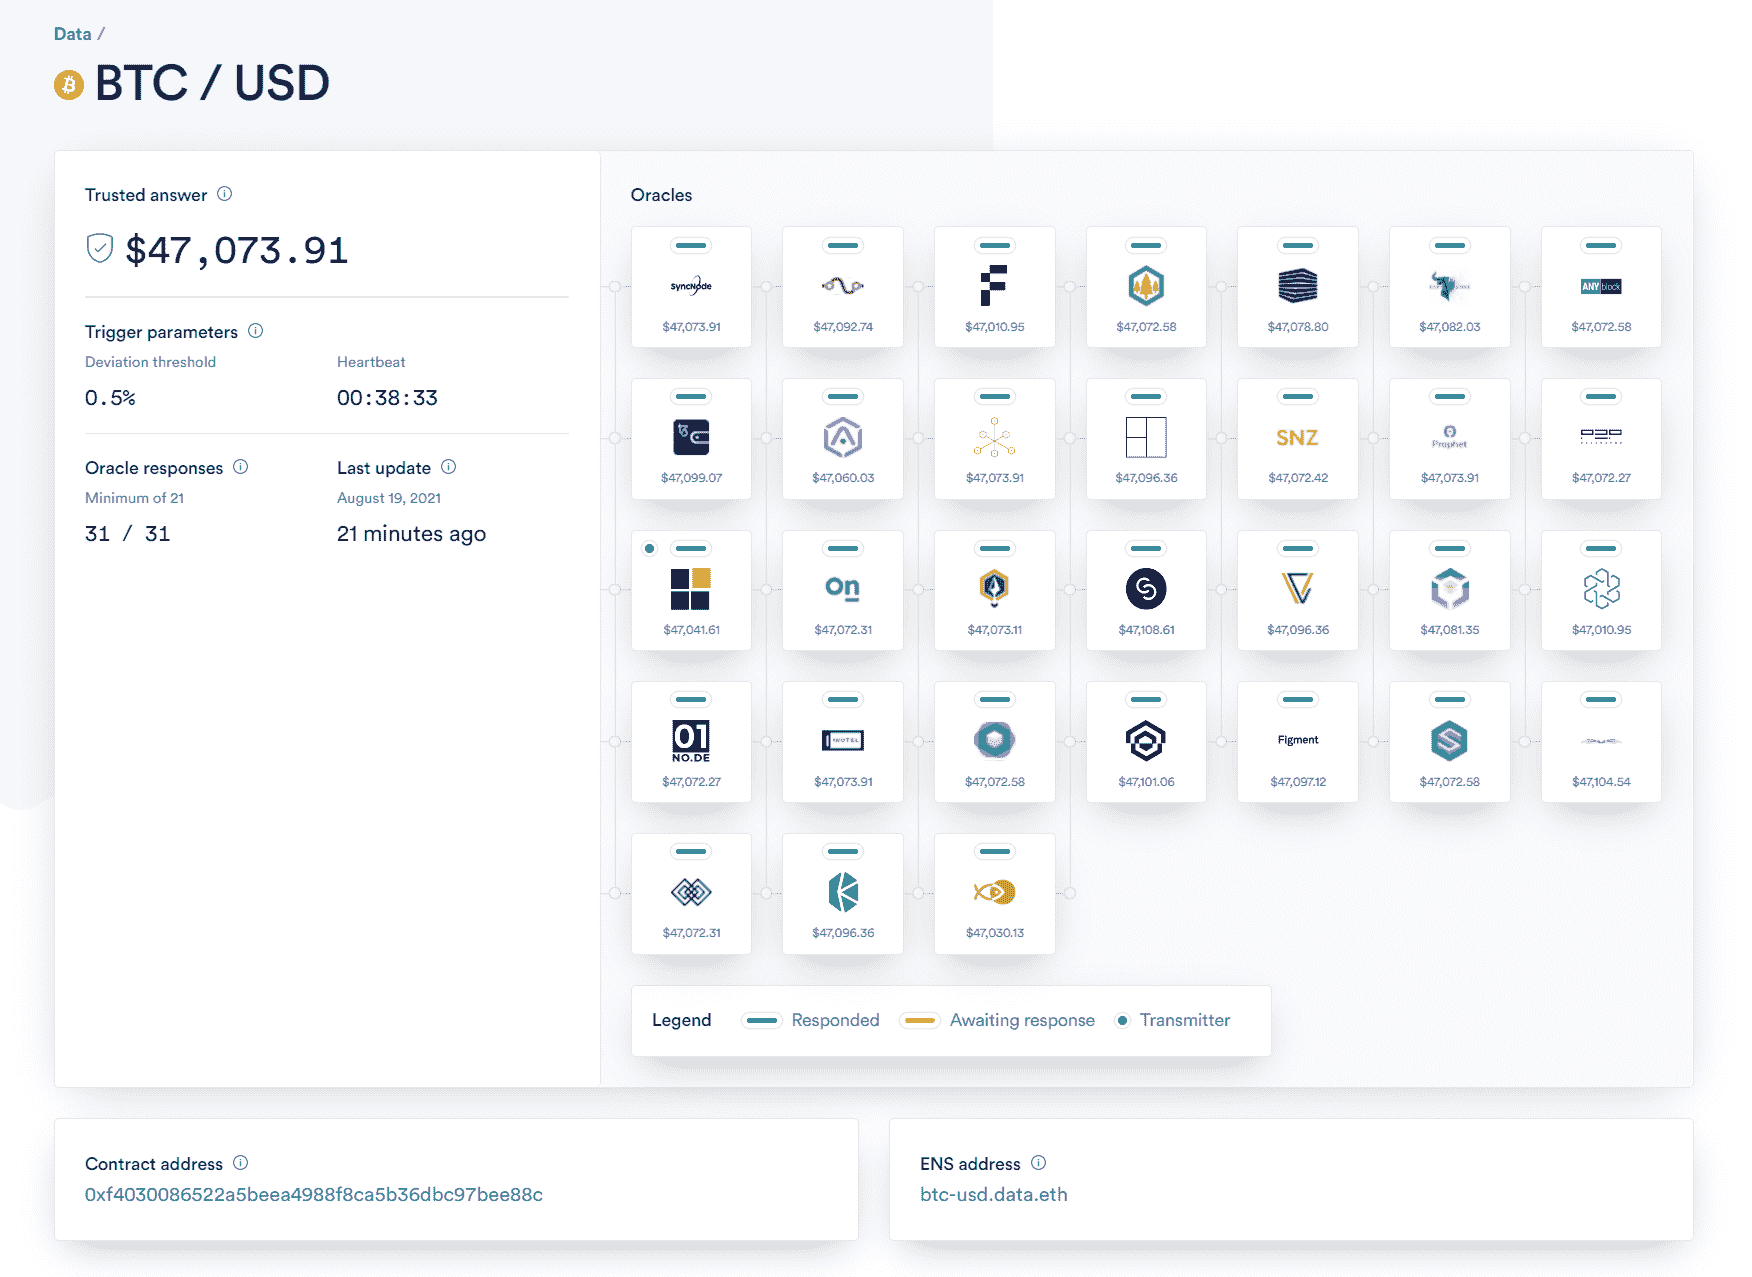 Data /
BTC / USD
Trusted answer
$47,073.91
Trigger parameters
Deviation threshold
Heartbeat
0.5%
00:38:33
Oracle responses
Last update
Minimum of 21
August 19, 2021
31 / 31
21 minutes ago
Oracles
SyncNode
ANYblock
$47,073.91
$47,092.74
$47,010.95
$47,072.58
$47,078.80
$47,082.03
$47,072.58
SNZ
Prophet
$47,099.07
$47,060.03
$47,073.91
$47,096.36
$47,072.42
$47,073.91
$47,072.27
on
$47,041.61
$47,072.31
$47,073.11
$47,108.61
$47,096.36
$47,081.35
$47,010.95
01
NO.DE
Figment
$47,072.27
$47,073.91
$47,072.58
$47,101.06
$47,097.12
$47,072.58
$47,104.54
$47,072.31
$47,096.36
$47,030.13
Legend
Responded
Awaiting response
Transmitter
Contract address
0xf4030086522a5beea4988f8ca5b36dbc97bee88c
ENS address
btc-usd.data.eth